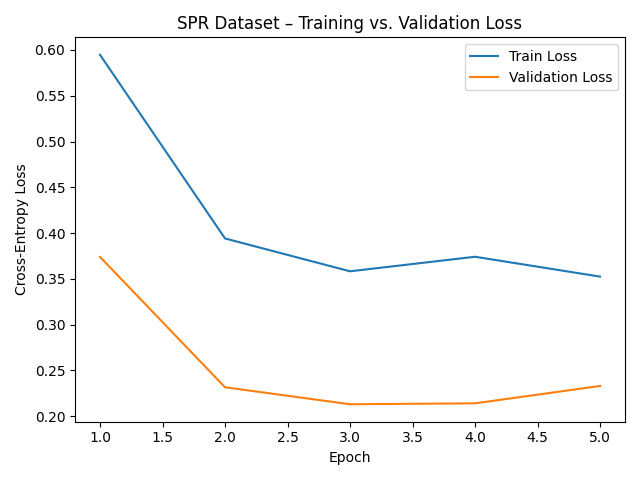 SPR Dataset – Training vs. Validation Loss
Train Loss
Validation Loss
Cross-Entropy Loss
0.60
0.55
0.50
0.45
0.40
0.35
0.30
0.25
0.20
1.0 1.5 2.0 2.5 3.0 3.5 4.0 4.5 5.0
Epoch